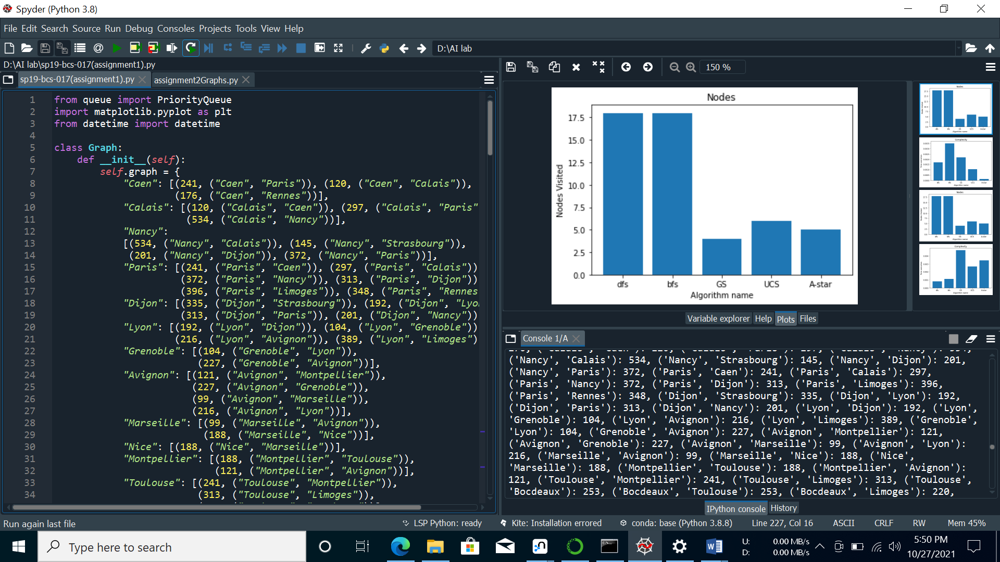 Spyder (Python 3.8)
File Edit Search Source Run Debug Consoles Projects Tools View Help
D:\AI lab
D:\AI lab\sp19-bcs-017(assignment1).py
sp19-bcs-017(assignment1).py
assignment2Graphs.py
1 from queue import PriorityQueue
2 import matplotlib.pyplot as plt
3 from datetime import datetime
4
5 class Graph:
6 def __init__(self):
7 self.graph = {
8 "Caen": [(241, ("Caen", "Paris")), (120, ("Caen", "Calais")),
9 (176, ("Caen", "Rennes"))],
10 "Calais": [(120, ("Calais", "Caen")), (297, ("Calais", "Paris"
11 (534, ("Calais", "Nancy"))],
12 "Nancy":
13 [(534, ("Nancy", "Calais")), (145, ("Nancy", "Strasbourg")),
14 (201, ("Nancy", "Dijon")), (372, ("Nancy", "Paris"))],
15 "Paris": [(241, ("Paris", "Caen")), (297, ("Paris", "Calais"))
16 (372, ("Paris", "Nancy")), (313, ("Paris", "Dijon"))
17 (396, ("Paris", "Limoges")), (348, ("Paris", "Rennes
18 "Dijon": [(335, ("Dijon", "Strasbourg")), (192, ("Dijon", "Lyo
19 (313, ("Dijon", "Paris")), (201, ("Dijon", "Nancy"))
20 "Lyon": [(192, ("Lyon", "Dijon")), (104, ("Lyon", "Grenoble"))
21 (216, ("Lyon", "Avignon")), (389, ("Lyon", "Limoges")
22 "Grenoble": [(104, ("Grenoble", "Lyon")),
23 (227, ("Grenoble", "Avignon"))],
24 "Avignon": [(121, ("Avignon", "Montpellier")),
25 (227, ("Avignon", "Grenoble")),
26 (99, ("Avignon", "Marseille")),
27 (216, ("Avignon", "Lyon"))],
28 "Marseille": [(99, ("Marseille", "Avignon")),
29 (188, ("Marseille", "Nice"))],
30 "Nice": [(188, ("Nice", "Marseille"))],
31 "Montpellier": [(188, ("Montpellier", "Toulouse")),
32 (121, ("Montpellier", "Avignon"))],
33 "Toulouse": [(241, ("Toulouse", "Montpellier")),
34 (313, ("Toulouse", "Limoges")),
150 %
Nodes
Nodes Visited
17.5
15.0
12.5
10.0
7.5
5.0
2.5
0.0
dfs bfs GS UCS A-star
Algorithm name
Variable explorer Help Plots Files
Console 1/A
('Nancy', 'Calais'): 534, ('Nancy', 'Strasbourg'): 145, ('Nancy', 'Dijon'): 201,
('Nancy', 'Paris'): 372, ('Paris', 'Caen'): 241, ('Paris', 'Calais'): 297,
('Paris', 'Nancy'): 372, ('Paris', 'Dijon'): 313, ('Paris', 'Limoges'): 396,
('Paris', 'Rennes'): 348, ('Dijon', 'Strasbourg'): 335, ('Dijon', 'Lyon'): 192,
('Dijon', 'Paris'): 313, ('Dijon', 'Nancy'): 201, ('Lyon', 'Dijon'): 192, ('Lyon',
'Grenoble'): 104, ('Lyon', 'Avignon'): 216, ('Lyon', 'Limoges'): 389, ('Grenoble',
'Lyon'): 104, ('Grenoble', 'Avignon'): 227, ('Avignon', 'Montpellier'): 121,
('Avignon', 'Grenoble'): 227, ('Avignon', 'Marseille'): 99, ('Avignon', 'Lyon'):
216, ('Marseille', 'Avignon'): 99, ('Marseille', 'Nice'): 188, ('Nice',
'Marseille'): 188, ('Montpellier', 'Toulouse'): 188, ('Montpellier', 'Avignon'):
121, ('Toulouse', 'Montpellier'): 241, ('Toulouse', 'Limoges'): 313, ('Toulouse',
'Bocdeaux'): 253, ('Bocdeaux', 'Toulouse'): 253, ('Bocdeaux', 'Limoges'): 220,
IPython console History
Run again last file
LSP Python: ready
Kite: Installation errored
conda: base (Python 3.8.8)
Line 227, Col 16
ASCII
CRLF
RW
Mem 45%
Type here to search
U: 0.00 MB/s
D: 0.00 MB/s
5:50 PM
10/27/2021